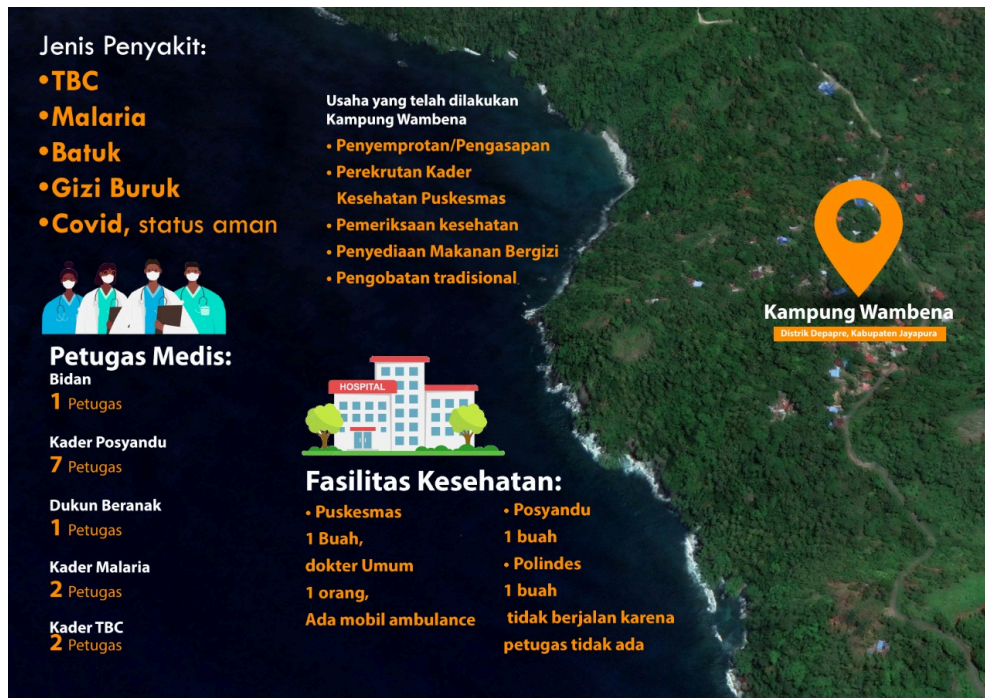 Jenis Penyakit:
•TBC
•Malaria
•Batuk
•Gizi Buruk
•Covid, status aman
Usaha yang telah dilakukan
Kampung Wambena
• Penyemprotan/Pengasapan
• Perekrutan Kader
Kesehatan Puskesmas
• Pemeriksaan kesehatan
• Penyediaan Makanan Bergizi
• Pengobatan tradisional
Kampung Wambena
Distrik Depapre, Kabupaten Jayapura
Petugas Medis:
Bidan
1 Petugas
Kader Posyandu
7 Petugas
Dukun Beranak
1 Petugas
Kader Malaria
2 Petugas
Kader TBC
2 Petugas
HOSPITAL
Fasilitas Kesehatan:
• Puskesmas
1 Buah,
dokter Umum
1 orang,
Ada mobil ambulance
• Posyandu
1 buah
• Polindes
1 buah
tidak berjalan karena
petugas tidak ada